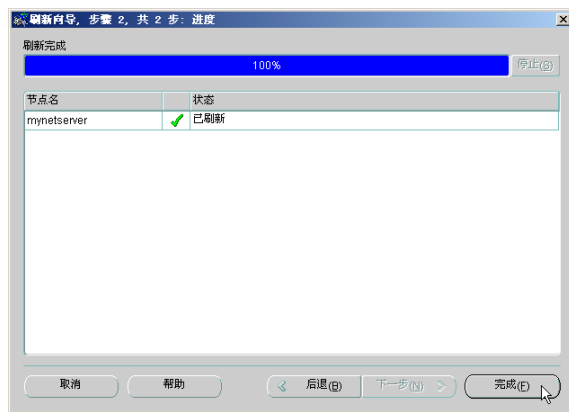 刷新向导, 步骤 2, 共 2 步: 进度
刷新完成
100%
停止(S)
节点名 状态
mynetserver 已刷新
取消 帮助 后退(B) 下一步(N) 完成(F)